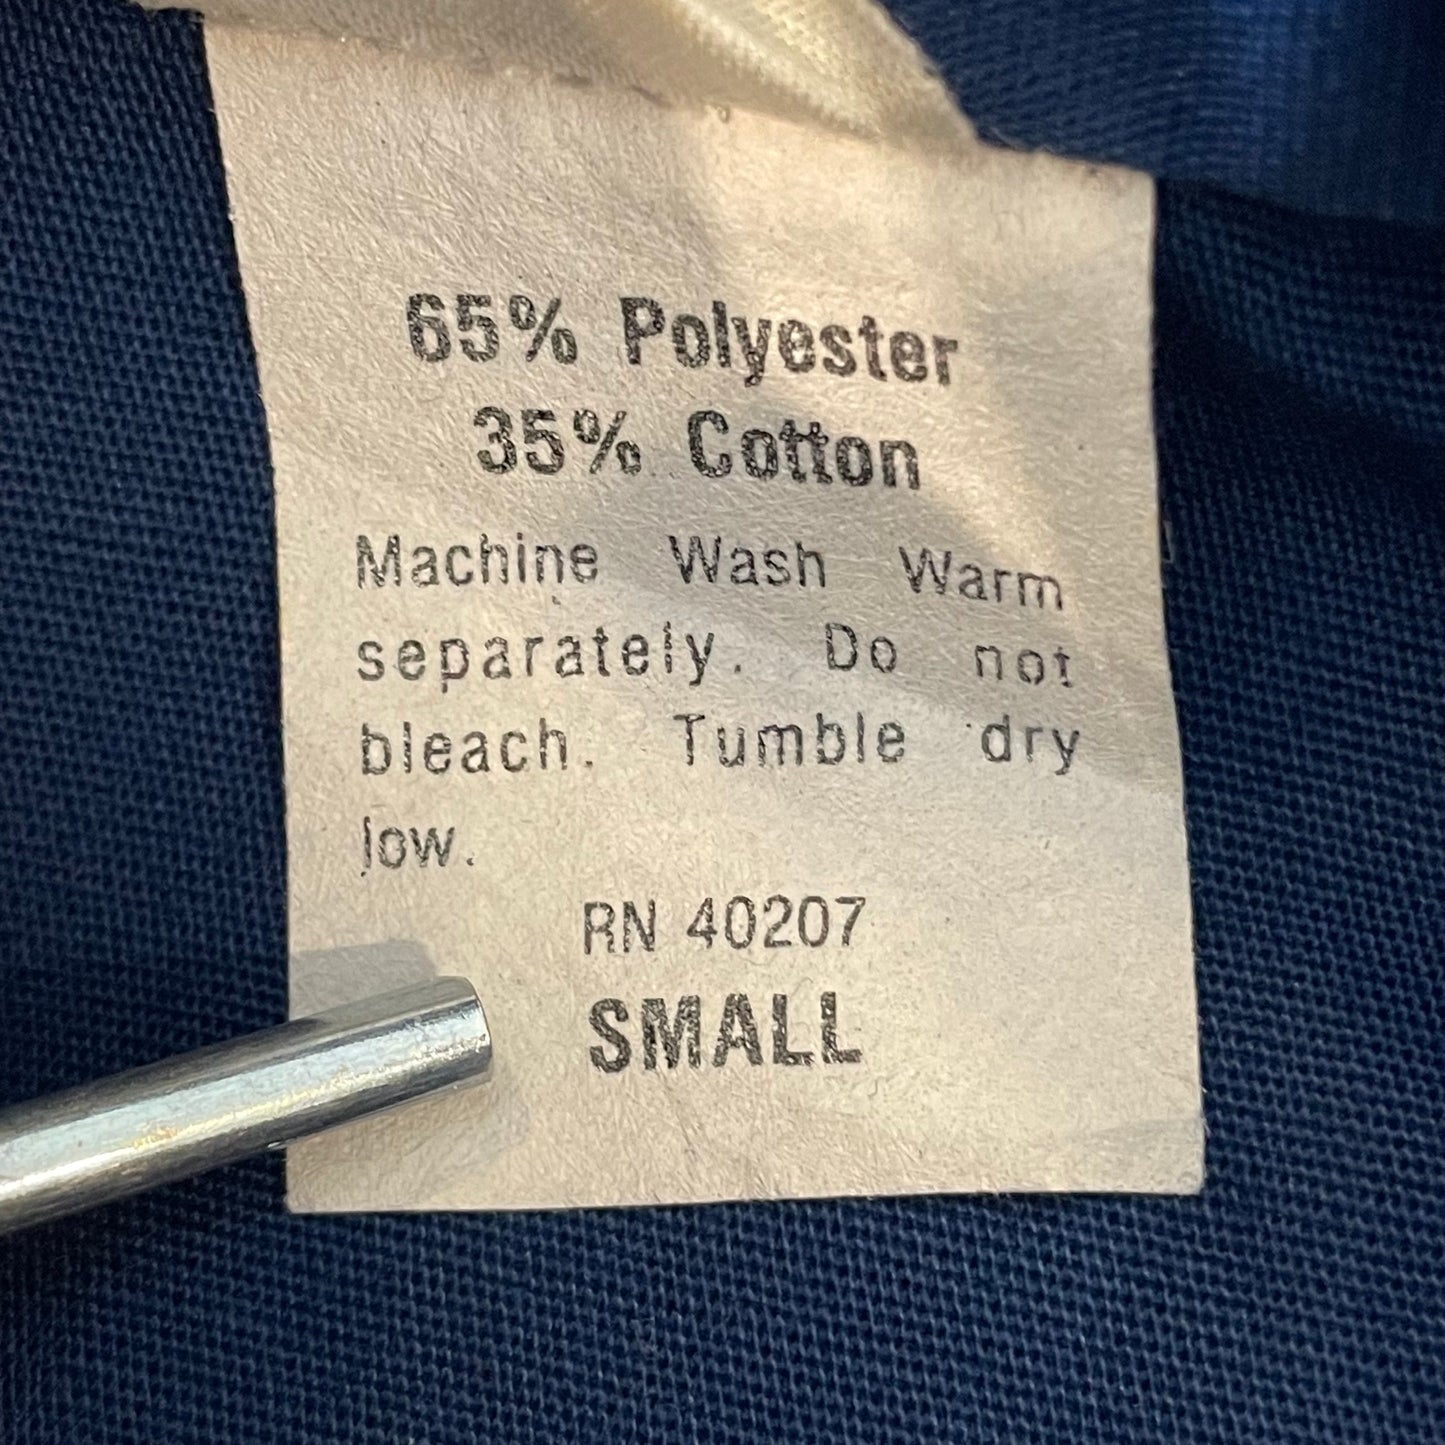 65% Polyester
35% Cotton
Machine Wash Warm
separately. Do not
bleach. Tumble dry
low.
RN 40207
SMALL